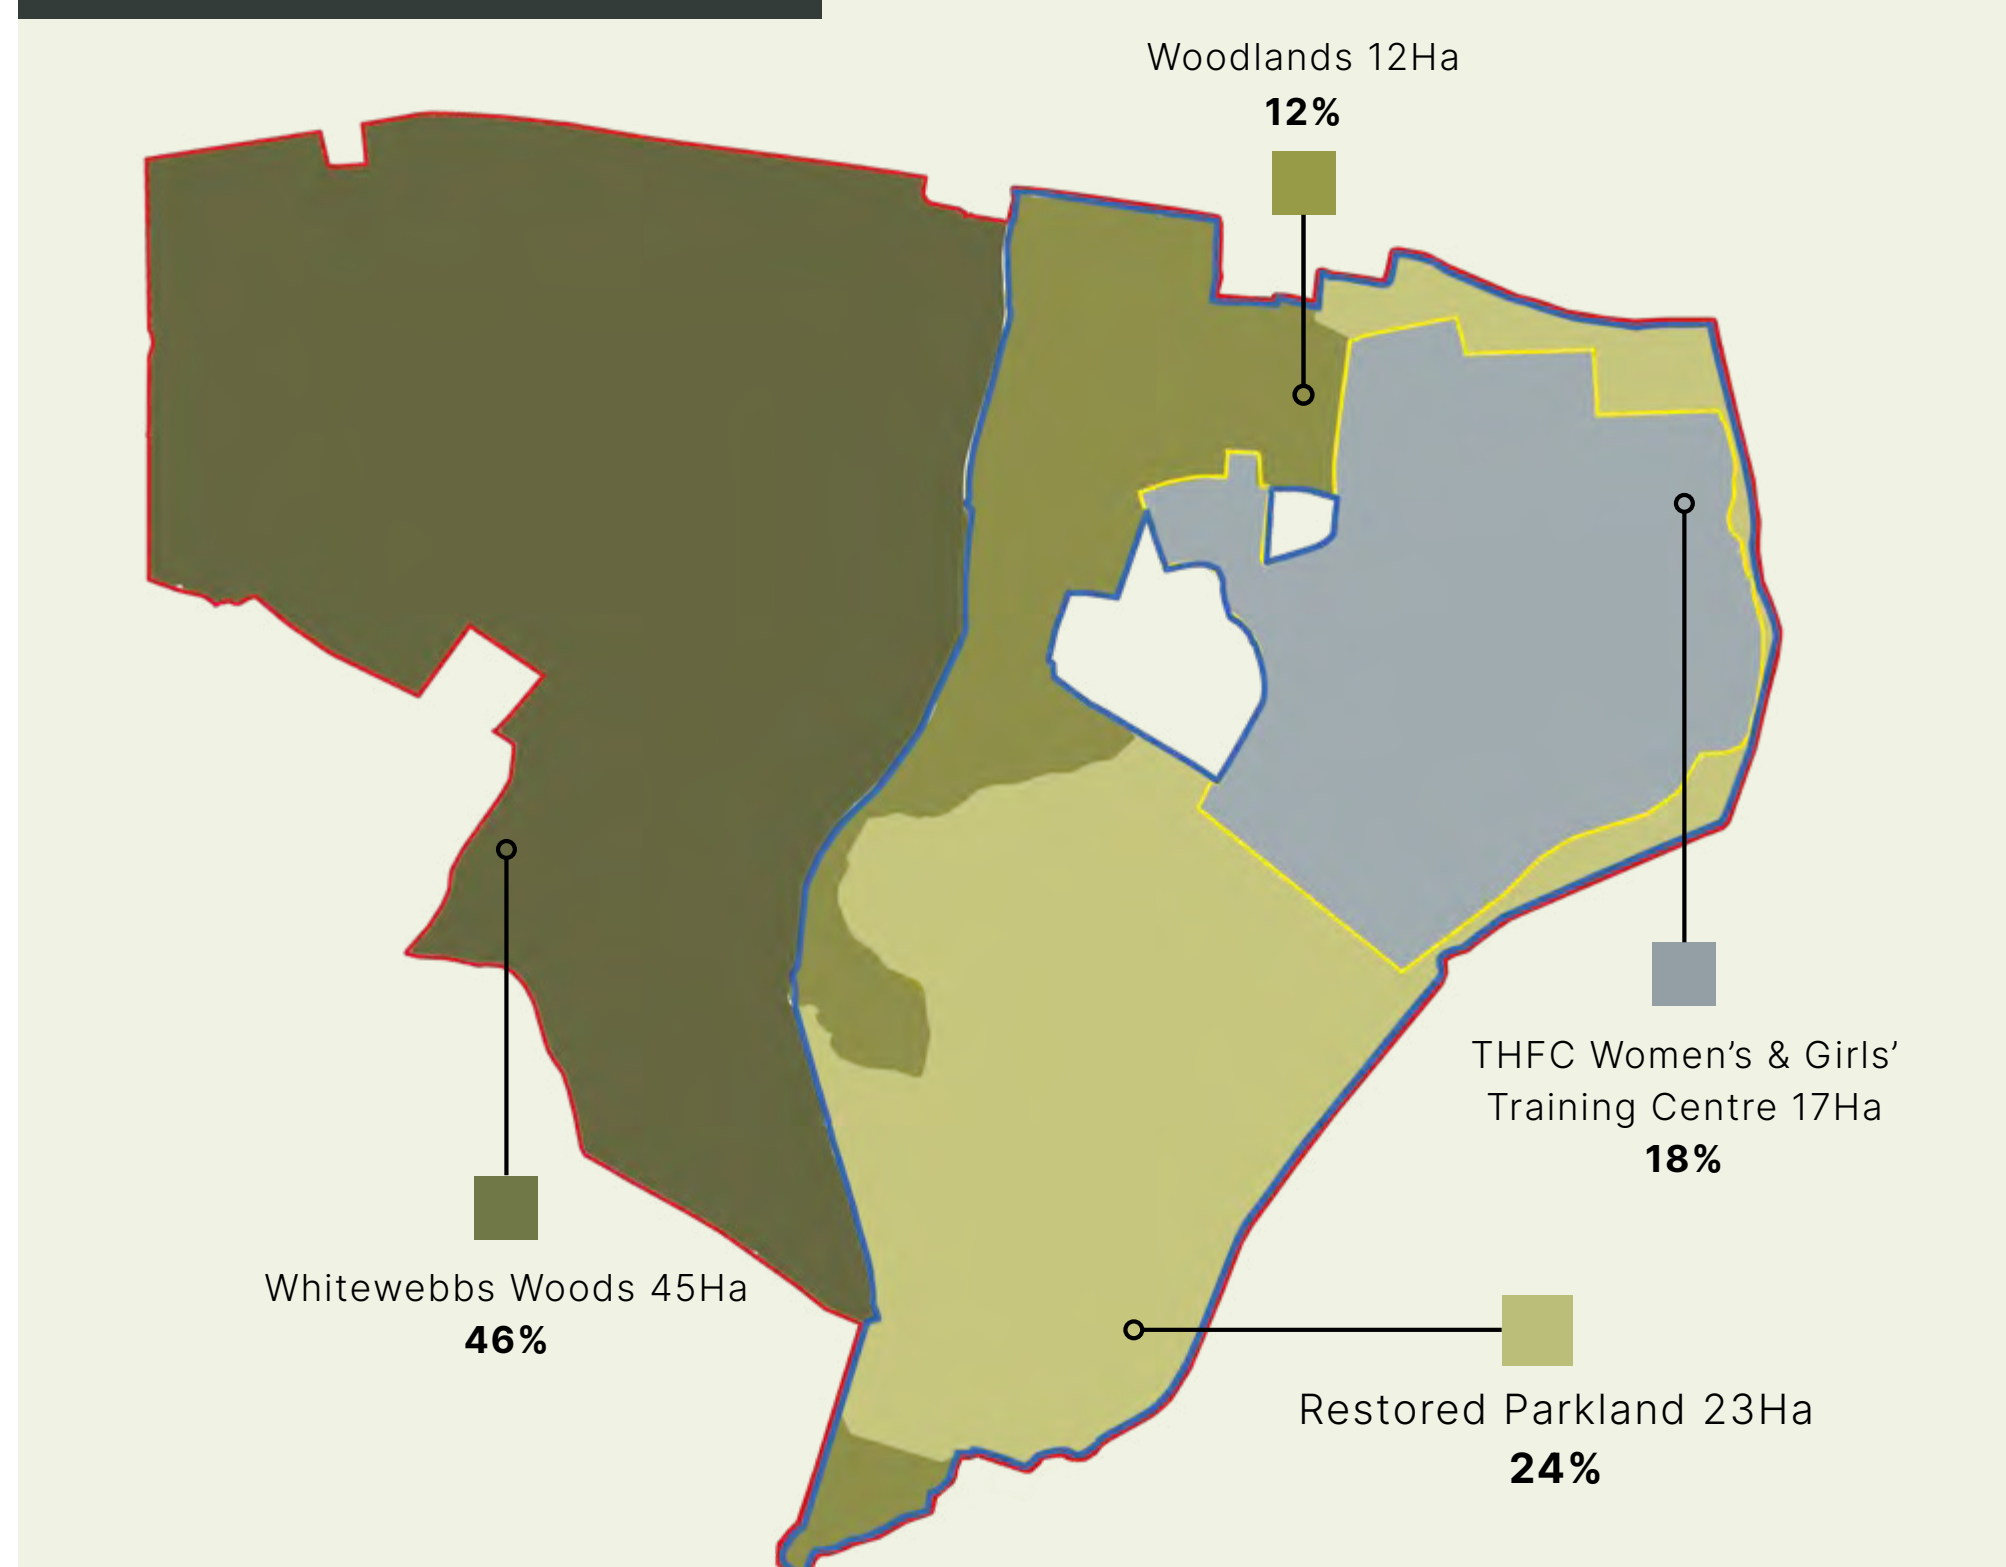 Woodlands 12Ha
12%
THFC Women’s & Girls’
Training Centre 17Ha
18%
Whitewebbs Woods 45Ha
46%
Restored Parkland 23Ha
24%